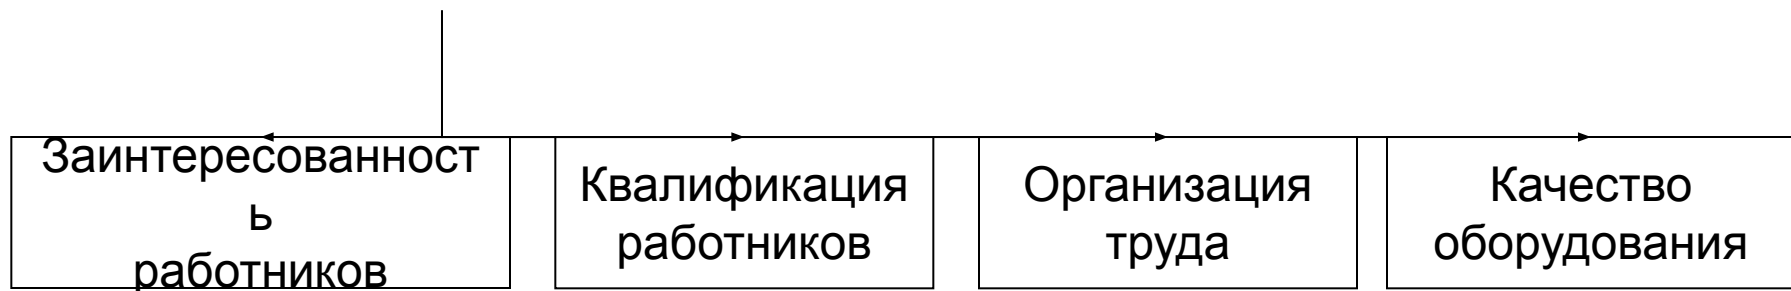 Заинтересованност
ь
работников
Квалификация
работников
Организация
труда
Качество
оборудования